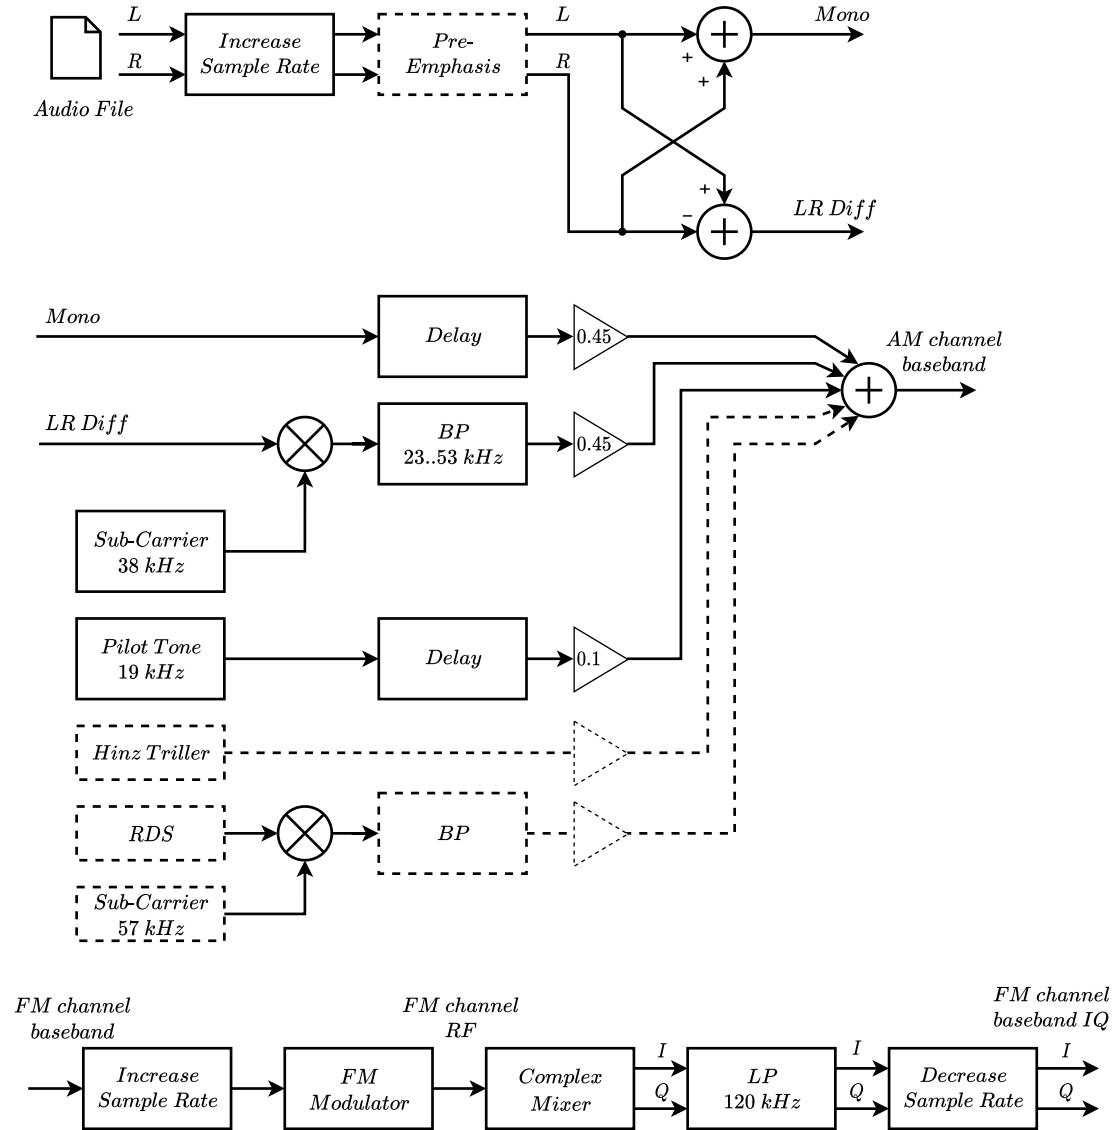 L
R
Audio File
Increase
Sample Rate
Pre-
Emphasis
L
R
+
+
Mono
+
−
LR Diff
Mono
Delay
0.45
AM channel
baseband
LR Diff
BP
23..53 kHz
0.45
Sub-Carrier
38 kHz
Pilot Tone
19 kHz
Delay
0.1
Hinz Triller
RDS
BP
Sub-Carrier
57 kHz
FM channel
baseband
Increase
Sample Rate
FM
Modulator
FM channel
RF
Complex
Mixer
I
Q
LP
120 kHz
I
Q
Decrease
Sample Rate
FM channel
baseband IQ
I
Q